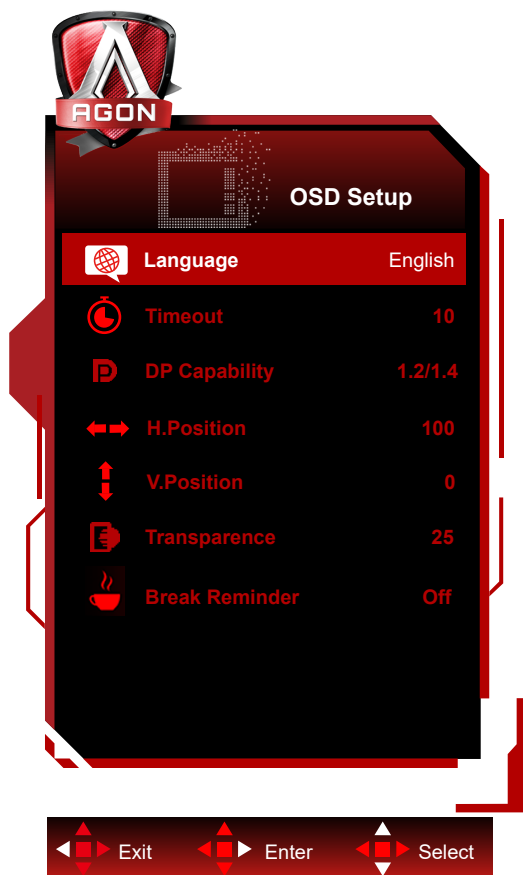 AGON
OSD Setup
Language English
Timeout 10
DP Capability 1.2/1.4
H.Position 100
V.Position 0
Transparence 25
Break Reminder Off
Exit Enter Select